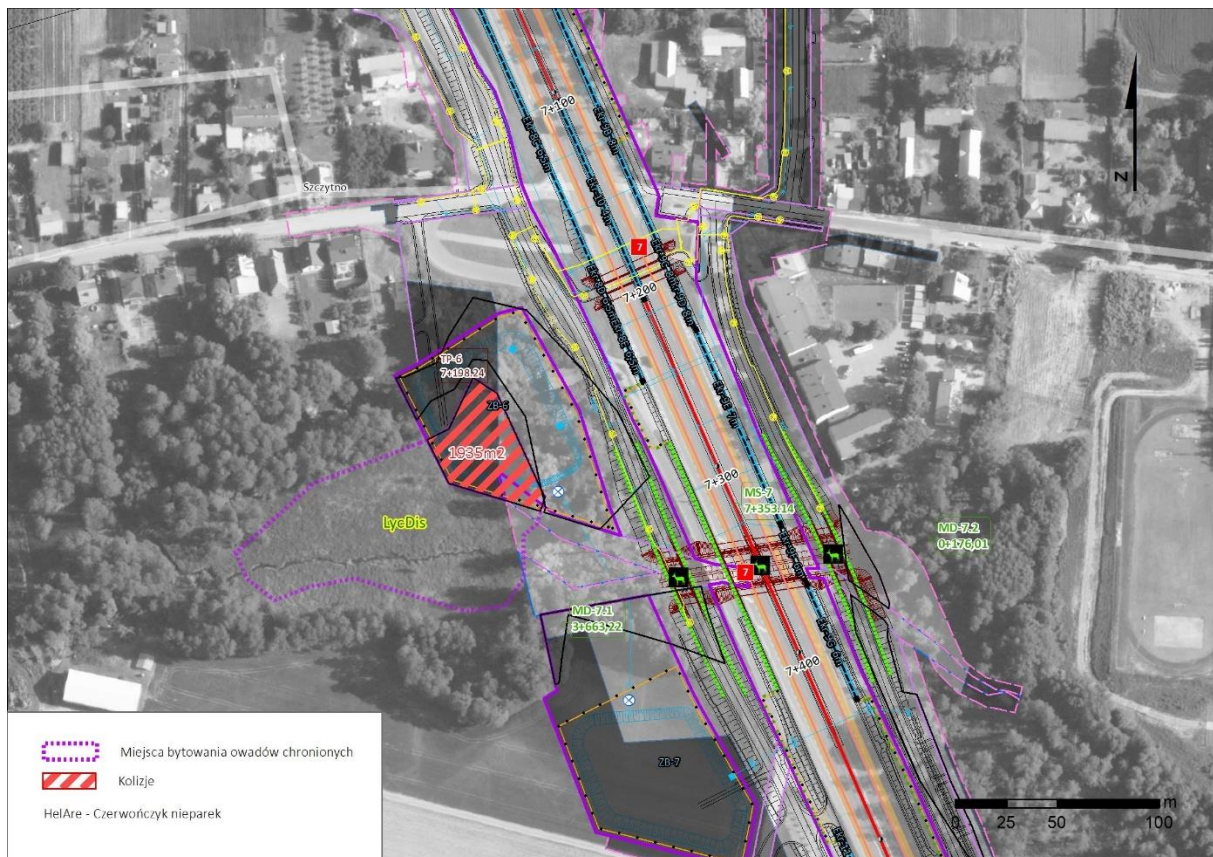 7+100
Szczytno
7
7+200
TP-6
7+198.24
ZB-6
1935m2
7+300
MS-7
7+353.14
LycDis
MD-7.2
0+176,01
7
MD-7.1
3+663,22
7+400
ZB-7
Miejsca bytowania owadów chronionych
Kolizje
HelAre - Czerwończyk nieparek
N
m
0 25 50 100